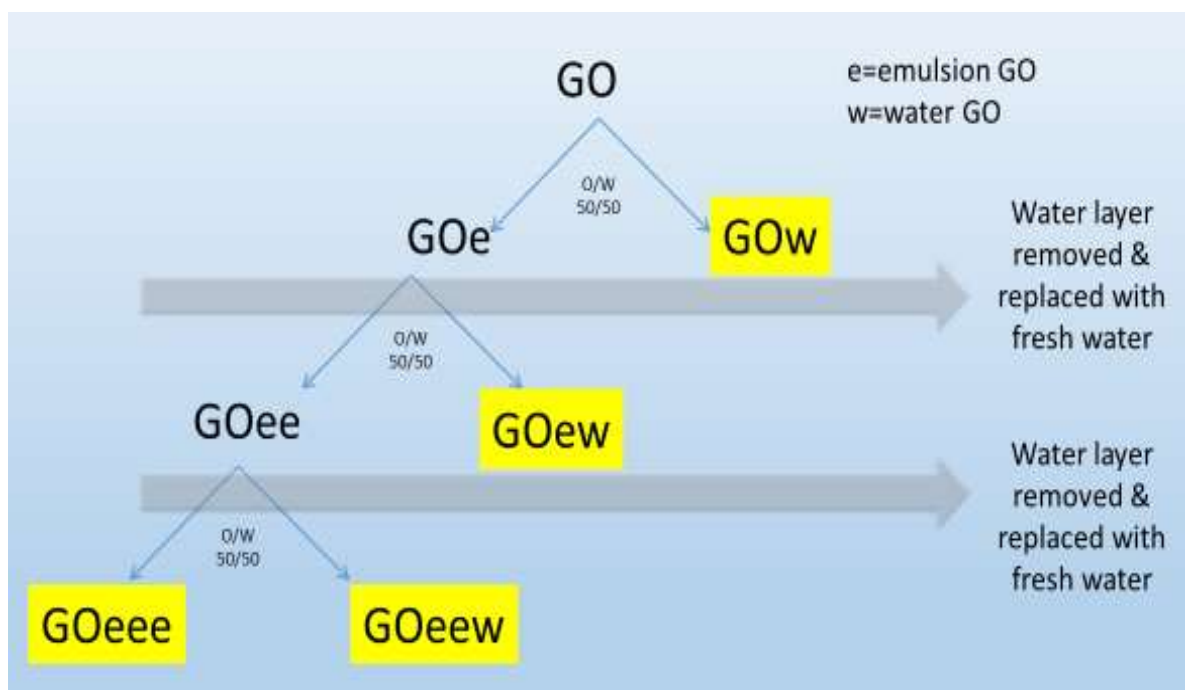 GO
e=emulsion GO
w=water GO
O/W
50/50
GOe
GOw
Water layer
removed &
replaced with
fresh water
O/W
50/50
GOee
GOew
Water layer
removed &
replaced with
fresh water
O/W
50/50
GOeee
GOeew